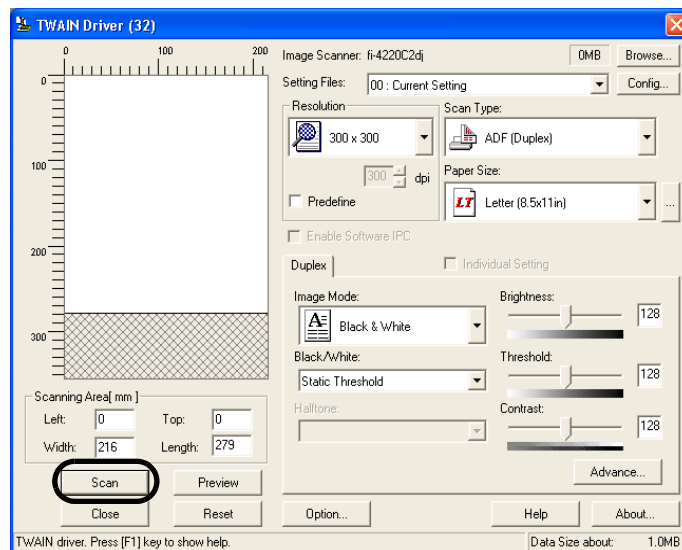 TWAIN Driver (32)
0 100 200
0
100
200
300
Image Scanner: fi-4220C2dj 0MB Browse...
Setting Files: 00 : Current Setting Config...
Resolution
300 x 300
300 dpi
Predefine
Scan Type:
ADF (Duplex)
Paper Size:
LT Letter (8.5x11in) ...
Enable Software IPC
Duplex
Individual Setting
Image Mode:
A Black & White
Black/White:
Static Threshold
Halftone:
Brightness:
128
Threshold:
128
Contrast:
128
Advance...
Scanning Area[ mm ]
Left: 0 Top: 0
Width: 216 Length: 279
Scan Preview
Close Reset Option... Help About...
TWAIN driver. Press [F1] key to show help. Data Size about: 1.0MB